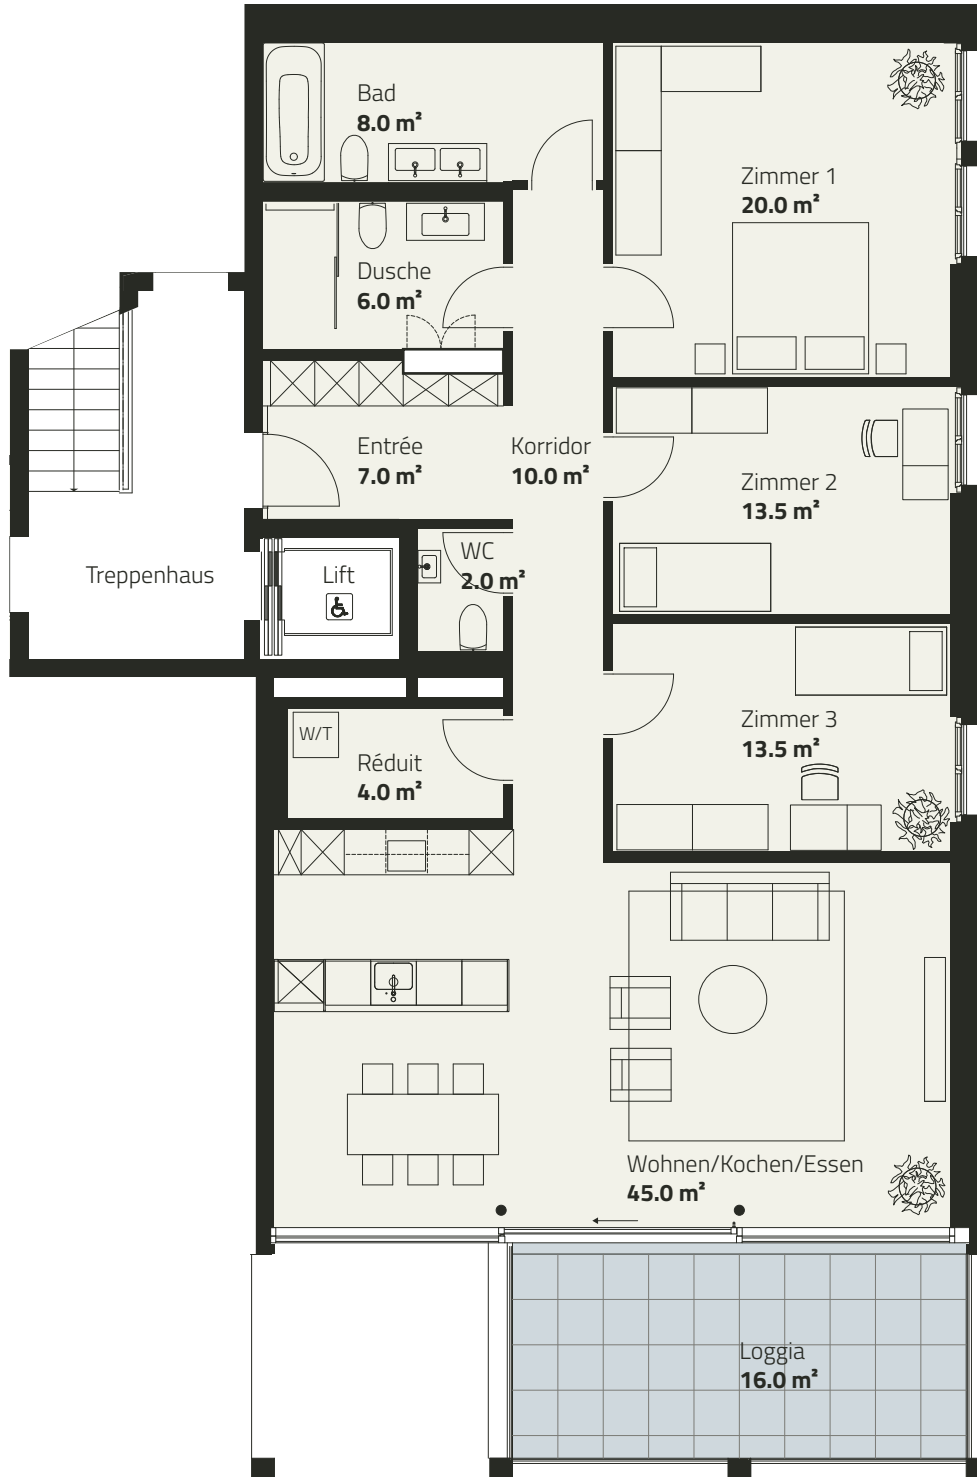 Bad
8.0 m²
Zimmer 1
20.0 m²
Dusche
6.0 m²
Entrée
7.0 m²
Korridor
10.0 m²
Zimmer 2
13.5 m²
WC
2.0 m²
Treppenhaus
Lift
Zimmer 3
13.5 m²
W/T
Réduit
4.0 m²
Wohnen/Kochen/Essen
45.0 m²
Loggia
16.0 m²